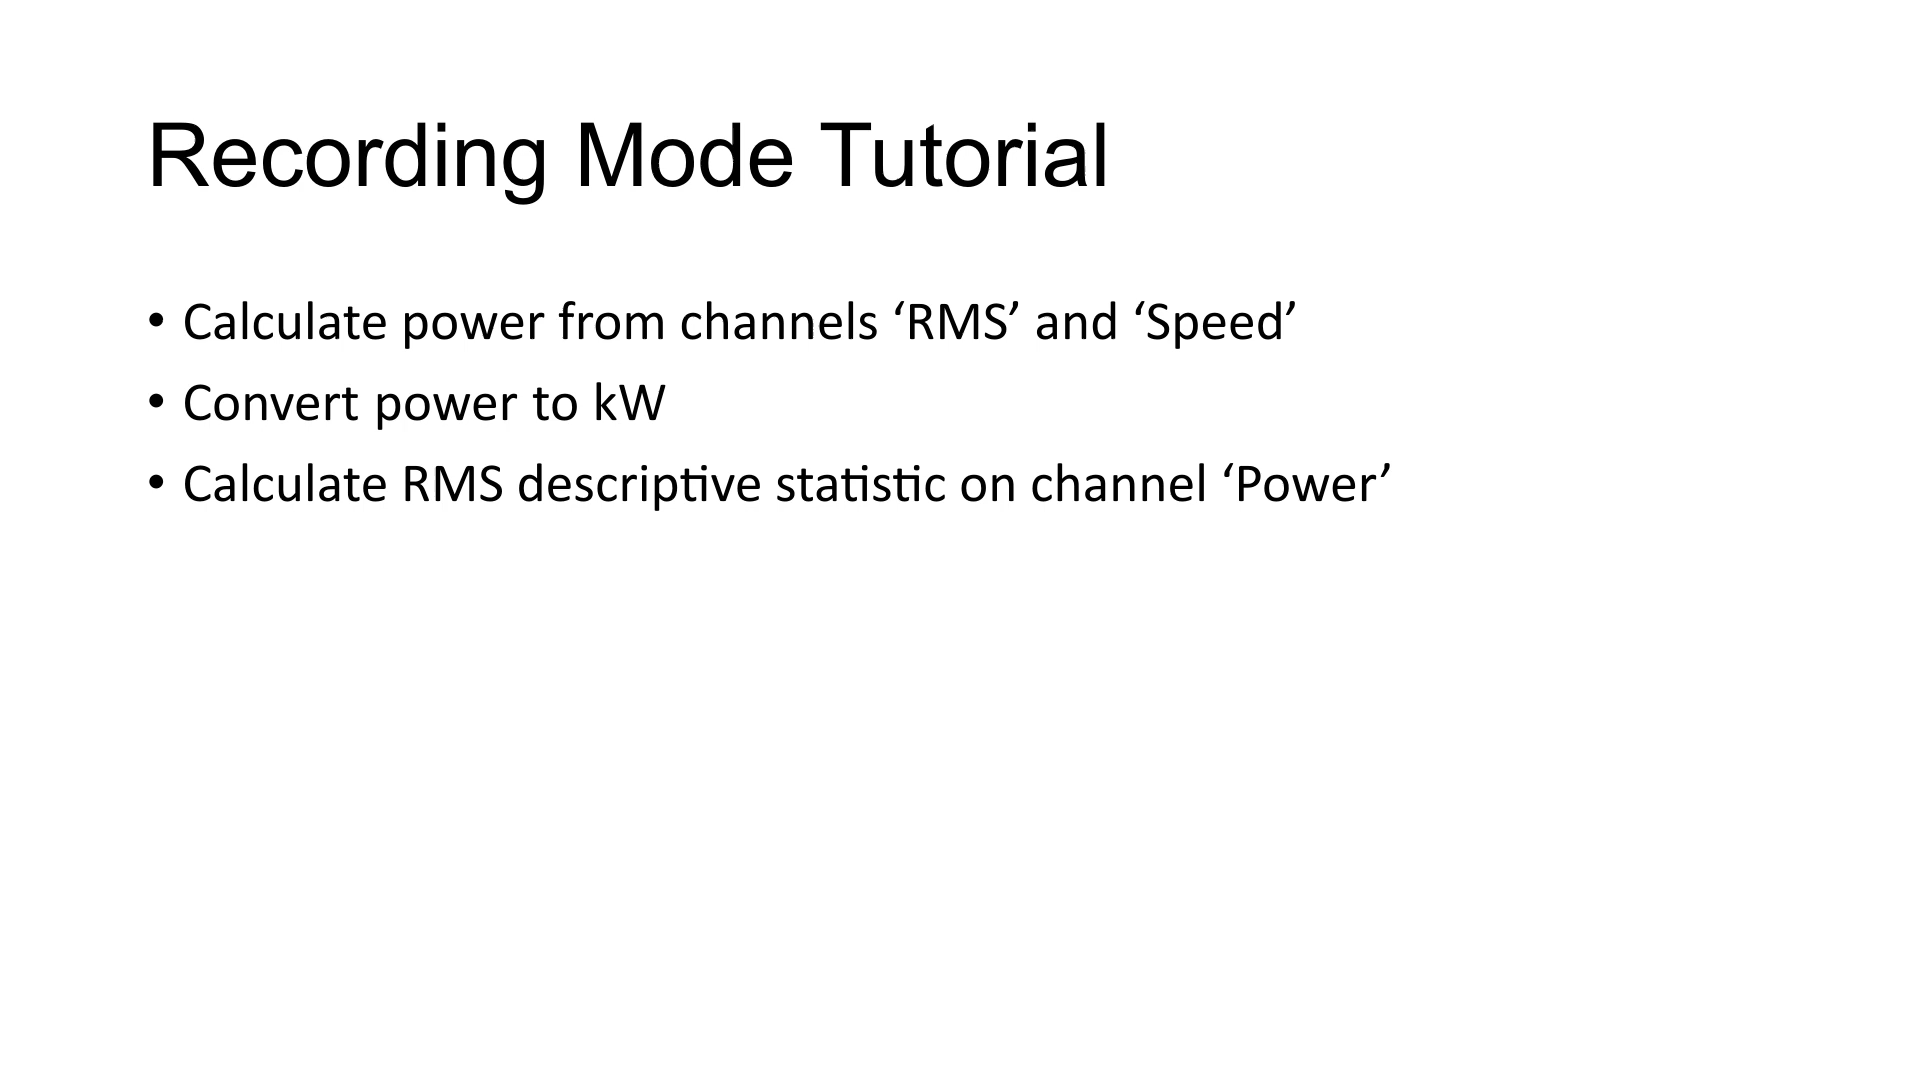 Recording Mode Tutorial
• Calculate power from channels ‘RMS’ and ‘Speed’
• Convert power to kW
• Calculate RMS descriptive statistic on channel ‘Power’